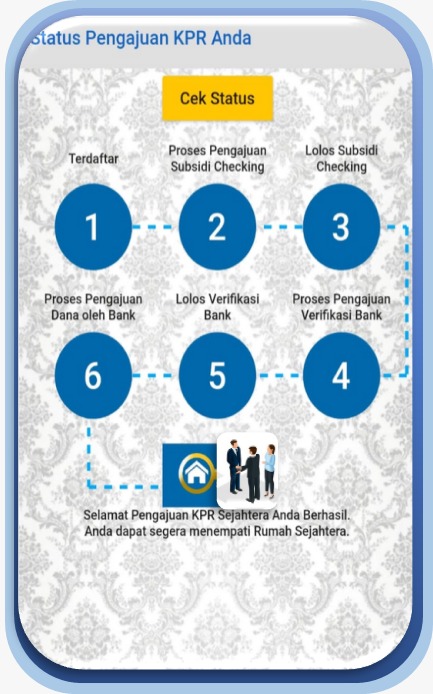 Status Pengajuan KPR Anda
Cek Status
Terdaftar
Proses Pengajuan
Subsidi Checking
Lolos Subsidi
Checking
1
2
3
Proses Pengajuan
Dana oleh Bank
Lolos Verifikasi
Bank
Proses Pengajuan
Verifikasi Bank
6
5
4
Selamat Pengajuan KPR Sejahtera Anda Berhasil.
Anda dapat segera menempati Rumah Sejahtera.